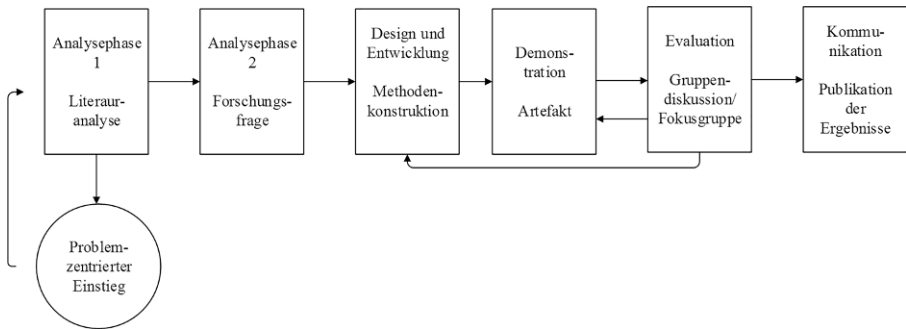 Analysephase
1
Literaur-
analyse
Analysephase
2
Forschungs-
frage
Design und
Entwicklung
Methoden-
konstruktion
Demons-
tration
Artefakt
Evaluation
Gruppen-
diskussion/
Fokusgruppe
Kommu-
nikation
Publikation
der
Ergebnisse
Problem-
zentrierter
Einstieg